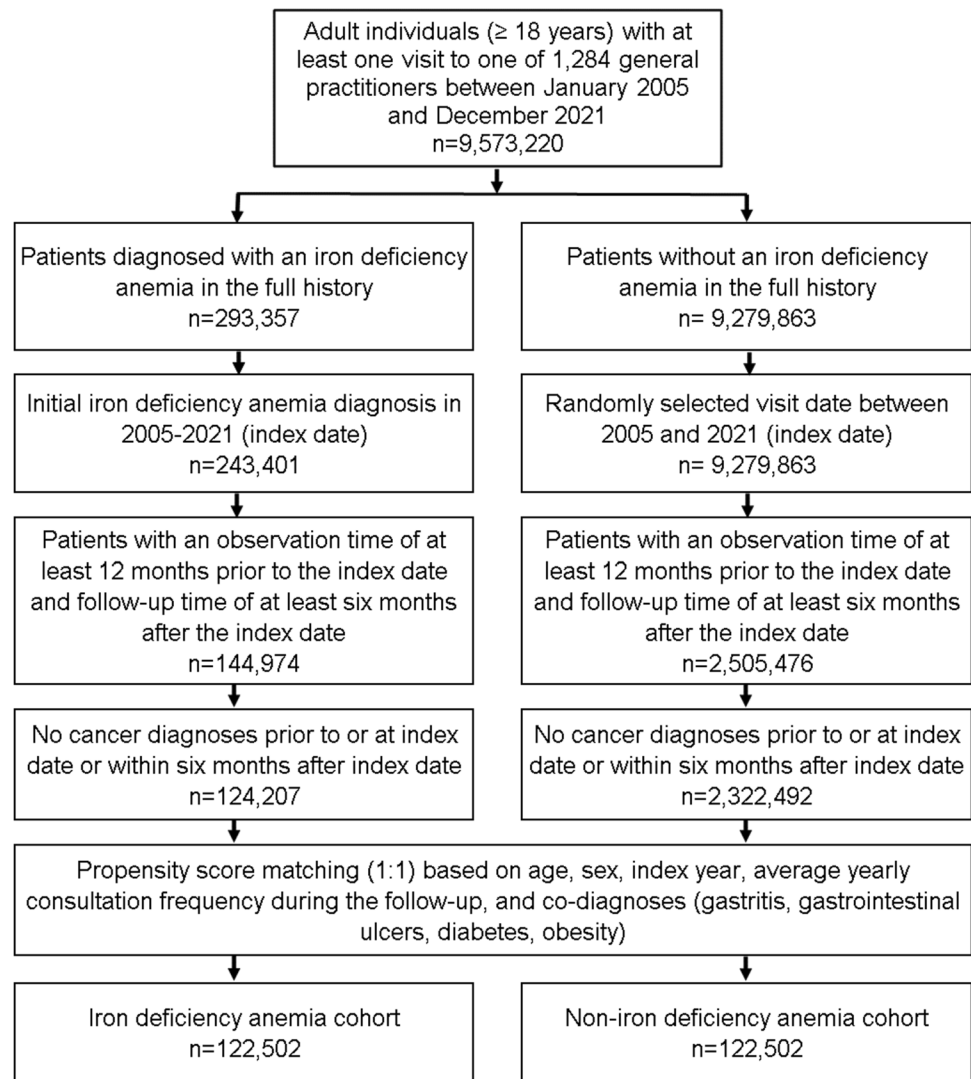 Adult individuals (≥ 18 years) with at
least one visit to one of 1,284 general
practitioners between January 2005
and December 2021
n=9,573,220
Patients diagnosed with an iron deficiency
anemia in the full history
n=293,357
Patients without an iron deficiency
anemia in the full history
n= 9,279,863
Initial iron deficiency anemia diagnosis in
2005-2021 (index date)
n=243,401
Randomly selected visit date between
2005 and 2021 (index date)
n= 9,279,863
Patients with an observation time of at
least 12 months prior to the index date
and follow-up time of at least six months
after the index date
n=144,974
Patients with an observation time of at
least 12 months prior to the index date
and follow-up time of at least six months
after the index date
n=2,505,476
No cancer diagnoses prior to or at index
date or within six months after index date
n=124,207
No cancer diagnoses prior to or at index
date or within six months after index date
n=2,322,492
Propensity score matching (1:1) based on age, sex, index year, average yearly
consultation frequency during the follow-up, and co-diagnoses (gastritis, gastrointestinal
ulcers, diabetes, obesity)
Iron deficiency anemia cohort
n=122,502
Non-iron deficiency anemia cohort
n=122,502